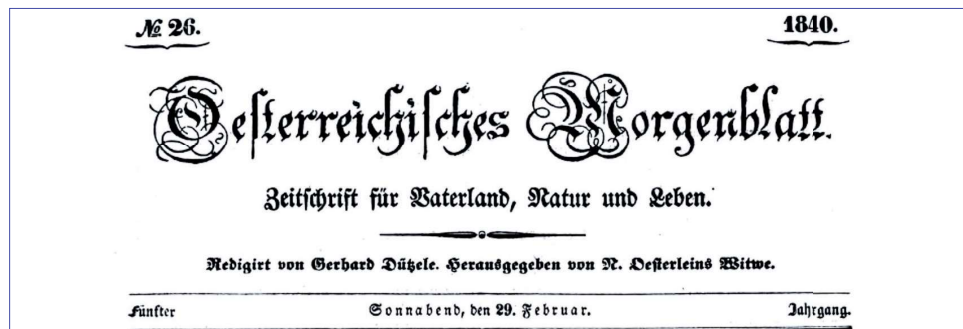 № 26. 1840.
Oesterreichisches Morgenblatt.
Zeitschrift für Vaterland, Natur und Leben.
Redigirt von Gerhard Dützele. Herausgegeben von N. Oesterleins Witwe.
Fünfter Sonnabend, den 29. Februar. Jahrgang.